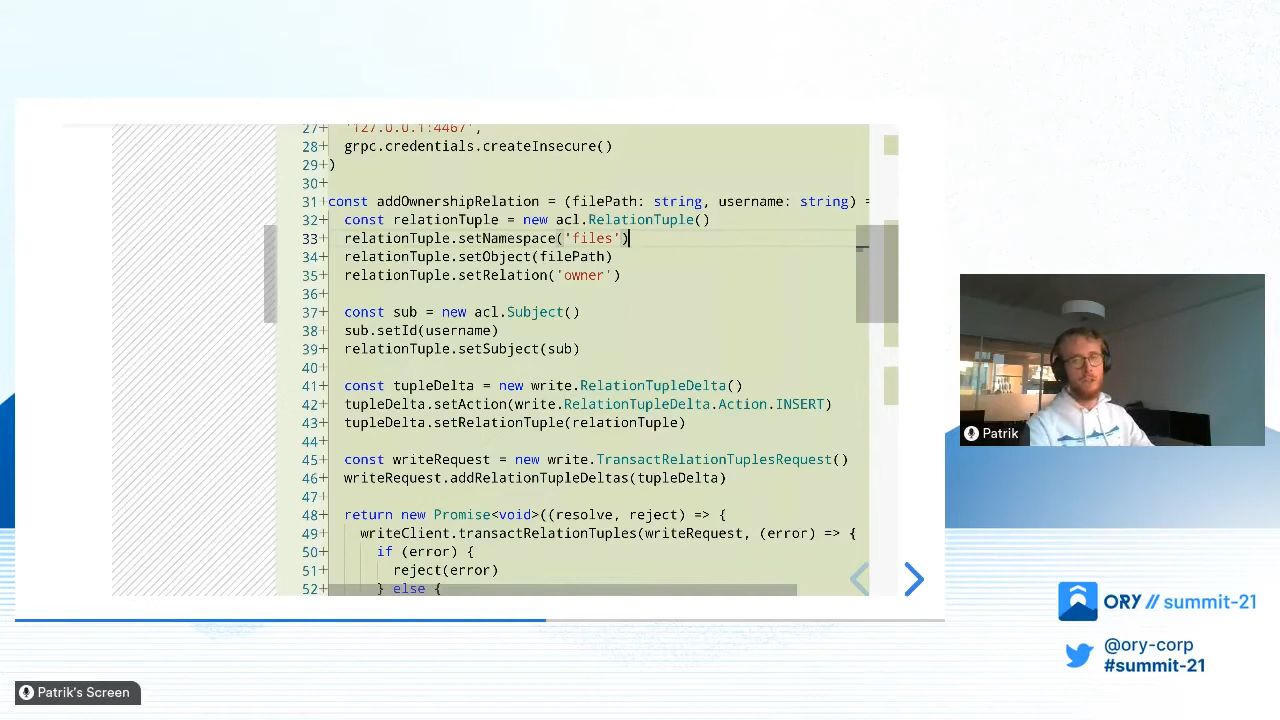 27+ '127.0.0.1:4467',
28+ grpc.credentials.createInsecure()
29+ )
30+
31+ const addOwnershipRelation = (filePath: string, username: string) =
32+ const relationTuple = new acl.RelationTuple()
33+ relationTuple.setNamespace('files')
34+ relationTuple.setObject(filePath)
35+ relationTuple.setRelation('owner')
36+
37+ const sub = new acl.Subject()
38+ sub.setId(username)
39+ relationTuple.setSubject(sub)
40+
41+ const tupleDelta = new write.RelationTupleDelta()
42+ tupleDelta.setAction(write.RelationTupleDelta.Action.INSERT)
43+ tupleDelta.setRelationTuple(relationTuple)
44+
45+ const writeRequest = new write.TransactRelationTuplesRequest()
46+ writeRequest.addRelationTupleDeltas(tupleDelta)
47+
48+ return new Promise<void>((resolve, reject) => {
49+ writeClient.transactRelationTuples(writeRequest, (error) => {
50+ if (error) {
51+ reject(error)
52+ } else {
Patrik
ORY // summit-21
@ory-corp
#summit-21
Patrik's Screen